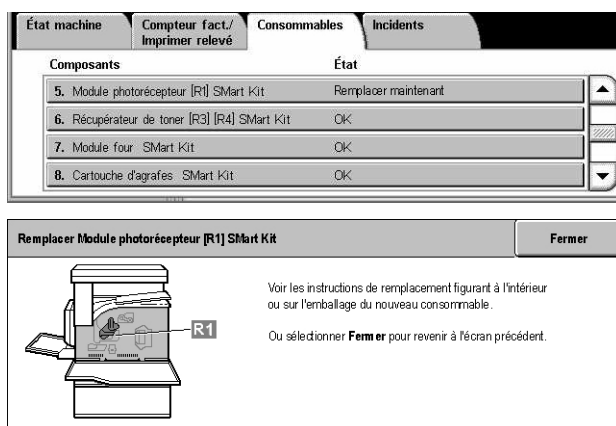 État machine
Compteur fact./
Imprimer relevé
Consommables
Incidents
Composants État
5. Module photorécepteur [R1] SMart Kit Remplacer maintenant
6. Récupérateur de toner [R3] [R4] SMart Kit OK
7. Module four SMart Kit OK
8. Cartouche d'agrafes SMart Kit OK
Remplacer Module photorécepteur [R1] SMart Kit Fermer
Voir les instructions de remplacement figurant à l'intérieur
ou sur l'emballage du nouveau consommable.
Ou sélectionner Fermer pour revenir à l'écran précédent.
R1